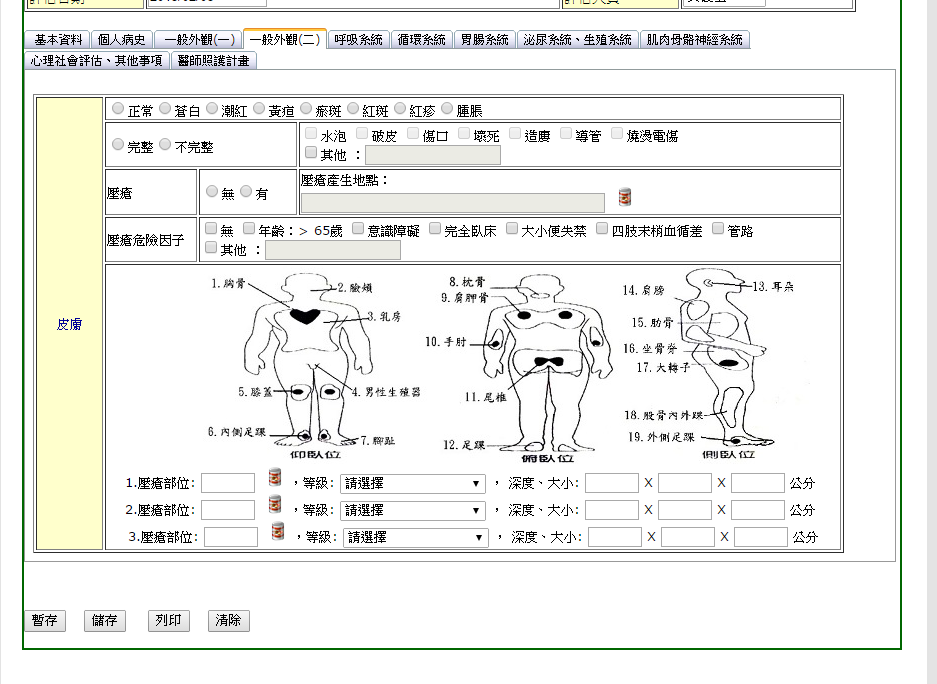 基本資料 個人病史 一般外觀(一) 一般外觀(二) 呼吸系統 循環系統 胃腸系統 泌尿系統、生殖系統 肌肉骨骼神經系統
心理社會評估、其他事項 醫師照護計畫
正常 蒼白 潮紅 黃疸 瘀斑 紅斑 紅疹 腫脹
完整 不完整
水泡 破皮 傷口 壞死 造廔 導管 燒燙電傷
其他 ：
壓瘡
無 有
壓瘡產生地點：
壓瘡危險因子
無 年齡：> 65歲 意識障礙 完全臥床 大小便失禁 四肢末梢血循差 管路
其他 ：
皮膚
1.胸骨
2.臉頰
3.乳房
4.男性生殖器
5.膝蓋
6.內側足踝
7.腳趾
仰臥位
8.枕骨
9.肩胛骨
10.手肘
11.尾椎
12.足踝
俯臥位
13.耳朵
14.肩膀
15.肋骨
16.坐骨脊
17.大轉子
18.股骨內外踝
19.外側足踝
側臥位
1.壓瘡部位: ，等級: 請選擇 ， 深度、大小: X X 公分
2.壓瘡部位: ，等級: 請選擇 ， 深度、大小: X X 公分
3.壓瘡部位: ，等級: 請選擇 ， 深度、大小: X X 公分
暫存 儲存 列印 清除